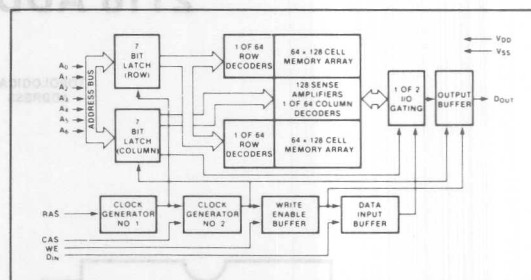 7
BIT
LATCH
(ROW)
1 OF 64
ROW
DECODERS
64 × 128 CELL
MEMORY ARRAY
VDD
VSS
A0
A1
A2
A3
A4
A5
A6
ADDRESS BUS
128 SENSE
AMPLIFIERS
1 OF 64 COLUMN
DECODERS
1 OF 2
I/O
GATING
OUTPUT
BUFFER
DOUT
7
BIT
LATCH
(COLUMN)
1 OF 64
ROW
DECODERS
64 × 128 CELL
MEMORY ARRAY
RAS
CLOCK
GENERATOR
NO 1
CLOCK
GENERATOR
NO 2
WRITE
ENABLE
BUFFER
DATA
INPUT
BUFFER
CAS
WE
DIN